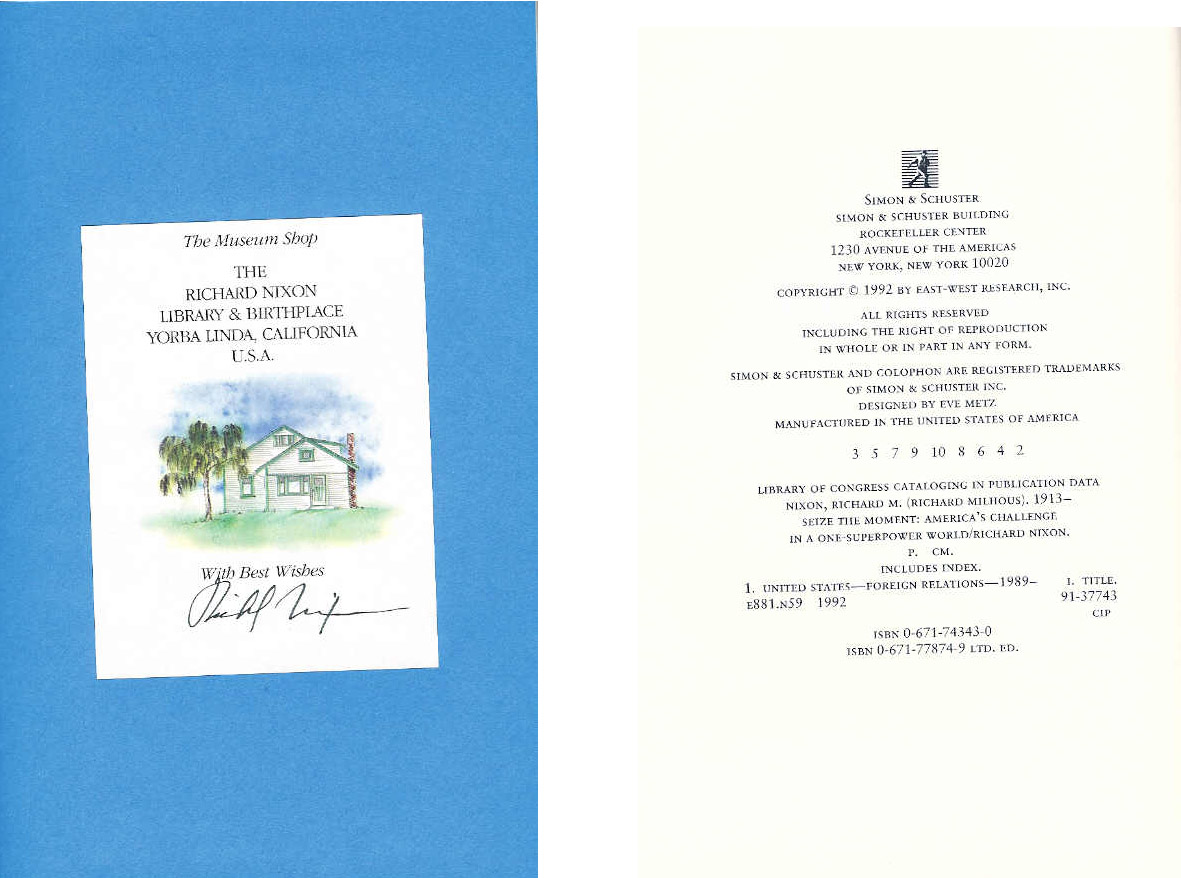 The Museum Shop
THE
RICHARD NIXON
LIBRARY & BIRTHPLACE
YORBA LINDA, CALIFORNIA
U.S.A.
With Best Wishes
Richard Nixon
SIMON & SCHUSTER
SIMON & SCHUSTER BUILDING
ROCKEFELLER CENTER
1230 AVENUE OF THE AMERICAS
NEW YORK, NEW YORK 10020
COPYRIGHT © 1992 BY EAST-WEST RESEARCH, INC.
ALL RIGHTS RESERVED
INCLUDING THE RIGHT OF REPRODUCTION
IN WHOLE OR IN PART IN ANY FORM.
SIMON & SCHUSTER AND COLOPHON ARE REGISTERED TRADEMARKS
OF SIMON & SCHUSTER INC.
DESIGNED BY EVE METZ
MANUFACTURED IN THE UNITED STATES OF AMERICA
3 5 7 9 10 8 6 4 2
LIBRARY OF CONGRESS CATALOGING IN PUBLICATION DATA
NIXON, RICHARD M. (RICHARD MILHOUS). 1913–
SEIZE THE MOMENT: AMERICA'S CHALLENGE
IN A ONE-SUPERPOWER WORLD/RICHARD NIXON.
P. CM.
INCLUDES INDEX.
1. UNITED STATES—FOREIGN RELATIONS—1989– I. TITLE.
E881.N59 1992 91-37743
CIP
ISBN 0-671-74343-0
ISBN 0-671-77874-9 LTD. ED.